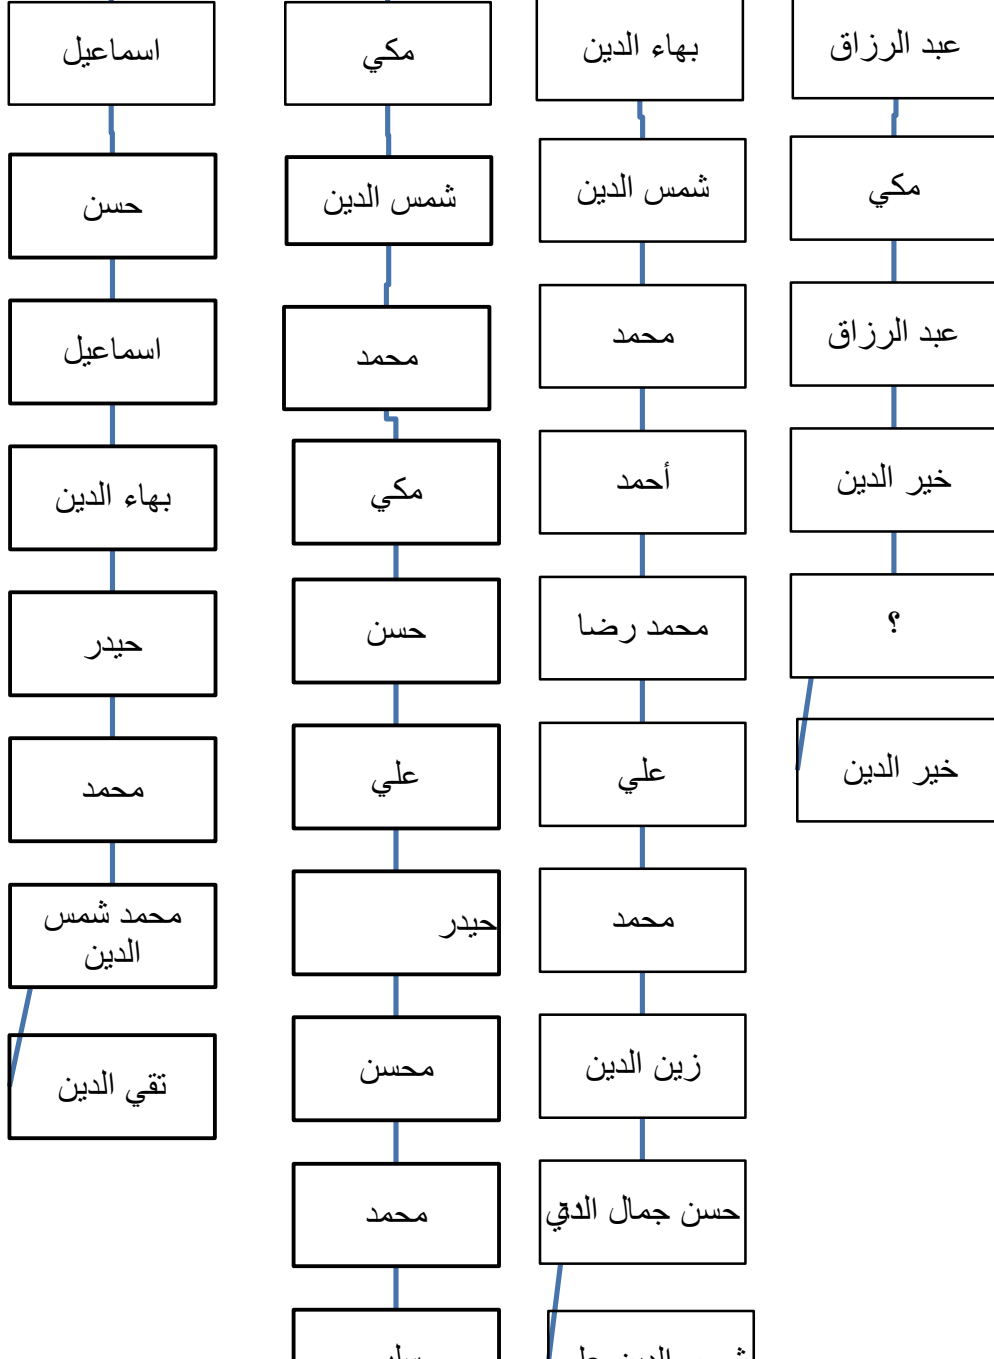 عبد الرزاق
مكي
عبد الرزاق
خير الدين
؟
خير الدين
بهاء الدين
شمس الدين
محمد
أحمد
محمد رضا
علي
محمد
زين الدين
حسن جمال
مكي
شمس الدين
محمد
مكي
حسن
علي
حيدر
محسن
محمد
اسماعيل
حسن
اسماعيل
بهاء الدين
حيدر
محمد
محمد شمس
الدين
تقي الدين